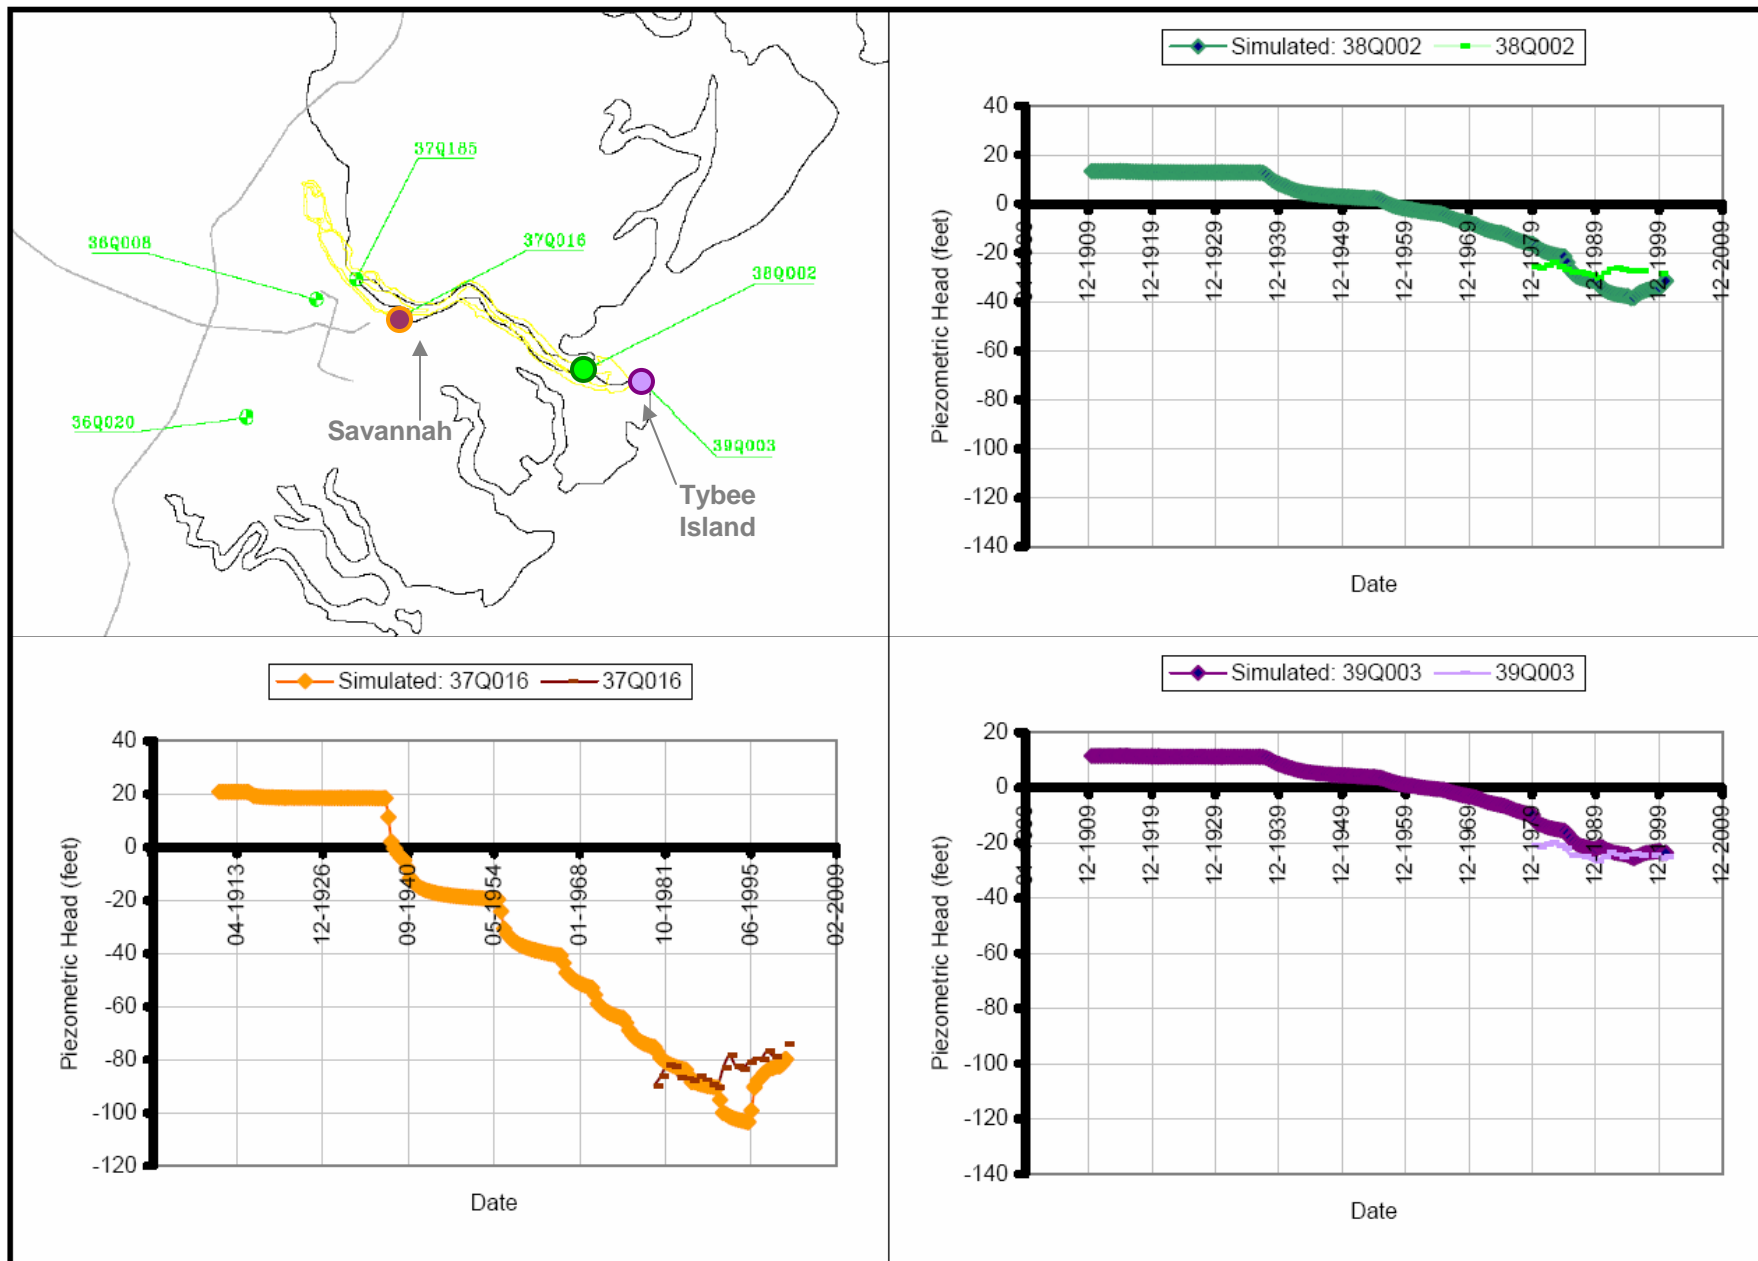 37Q185
36Q008
37Q016
38Q002
36Q020
Savannah
39Q003
Tybee
Island
Simulated: 38Q002
38Q002
Piezometric Head (feet)
40
20
0
-20
-40
-60
-80
-100
-120
-140
12-1909
12-1919
12-1929
12-1939
12-1949
12-1959
12-1969
12-1979
12-1989
12-1999
12-2009
Date
Simulated: 37Q016
37Q016
Piezometric Head (feet)
40
20
0
-20
-40
-60
-80
-100
-120
04-1913
12-1926
09-1940
05-1954
01-1968
10-1981
06-1995
02-2009
Date
Simulated: 39Q003
39Q003
Piezometric Head (feet)
20
0
-20
-40
-60
-80
-100
-120
-140
12-1909
12-1919
12-1929
12-1939
12-1949
12-1959
12-1969
12-1979
12-1989
12-1999
12-2009
Date